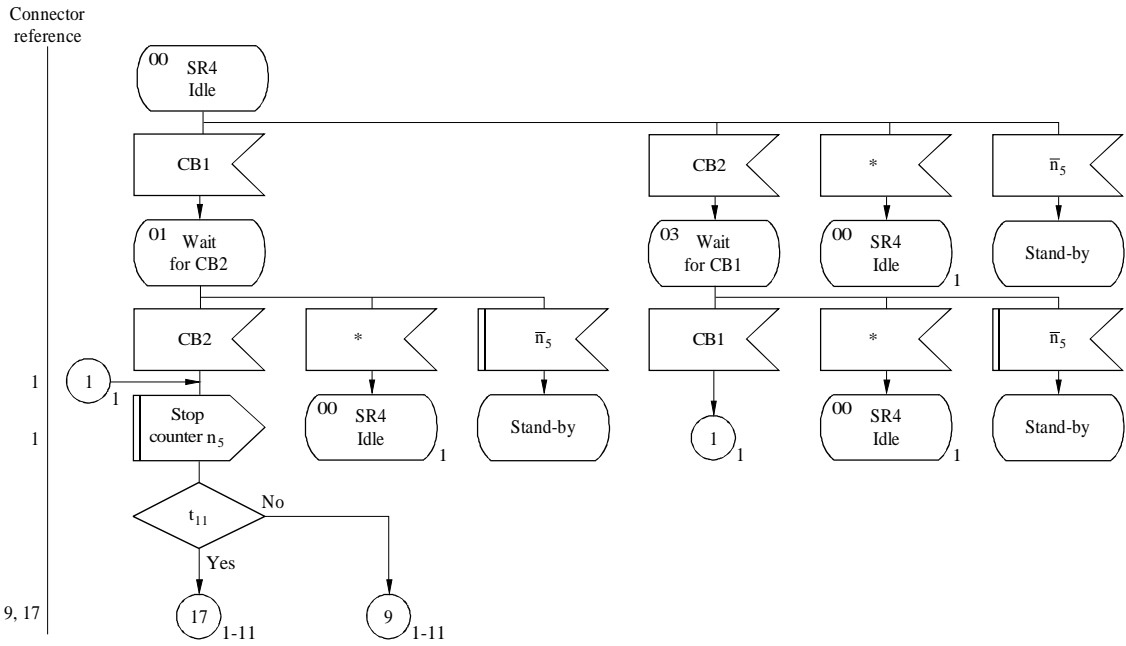 Connector
reference
00
SR4
Idle
CB1
CB2
*
n̅5
01
Wait
for CB2
03
Wait
for CB1
00
SR4
Idle
1
Stand-by
CB2
*
n̅5
CB1
*
n̅5
1
1
1
Stop
counter n5
00
SR4
Idle
1
Stand-by
1
1
00
SR4
Idle
1
Stand-by
1
t11
No
Yes
9, 17
17
1-11
9
1-11